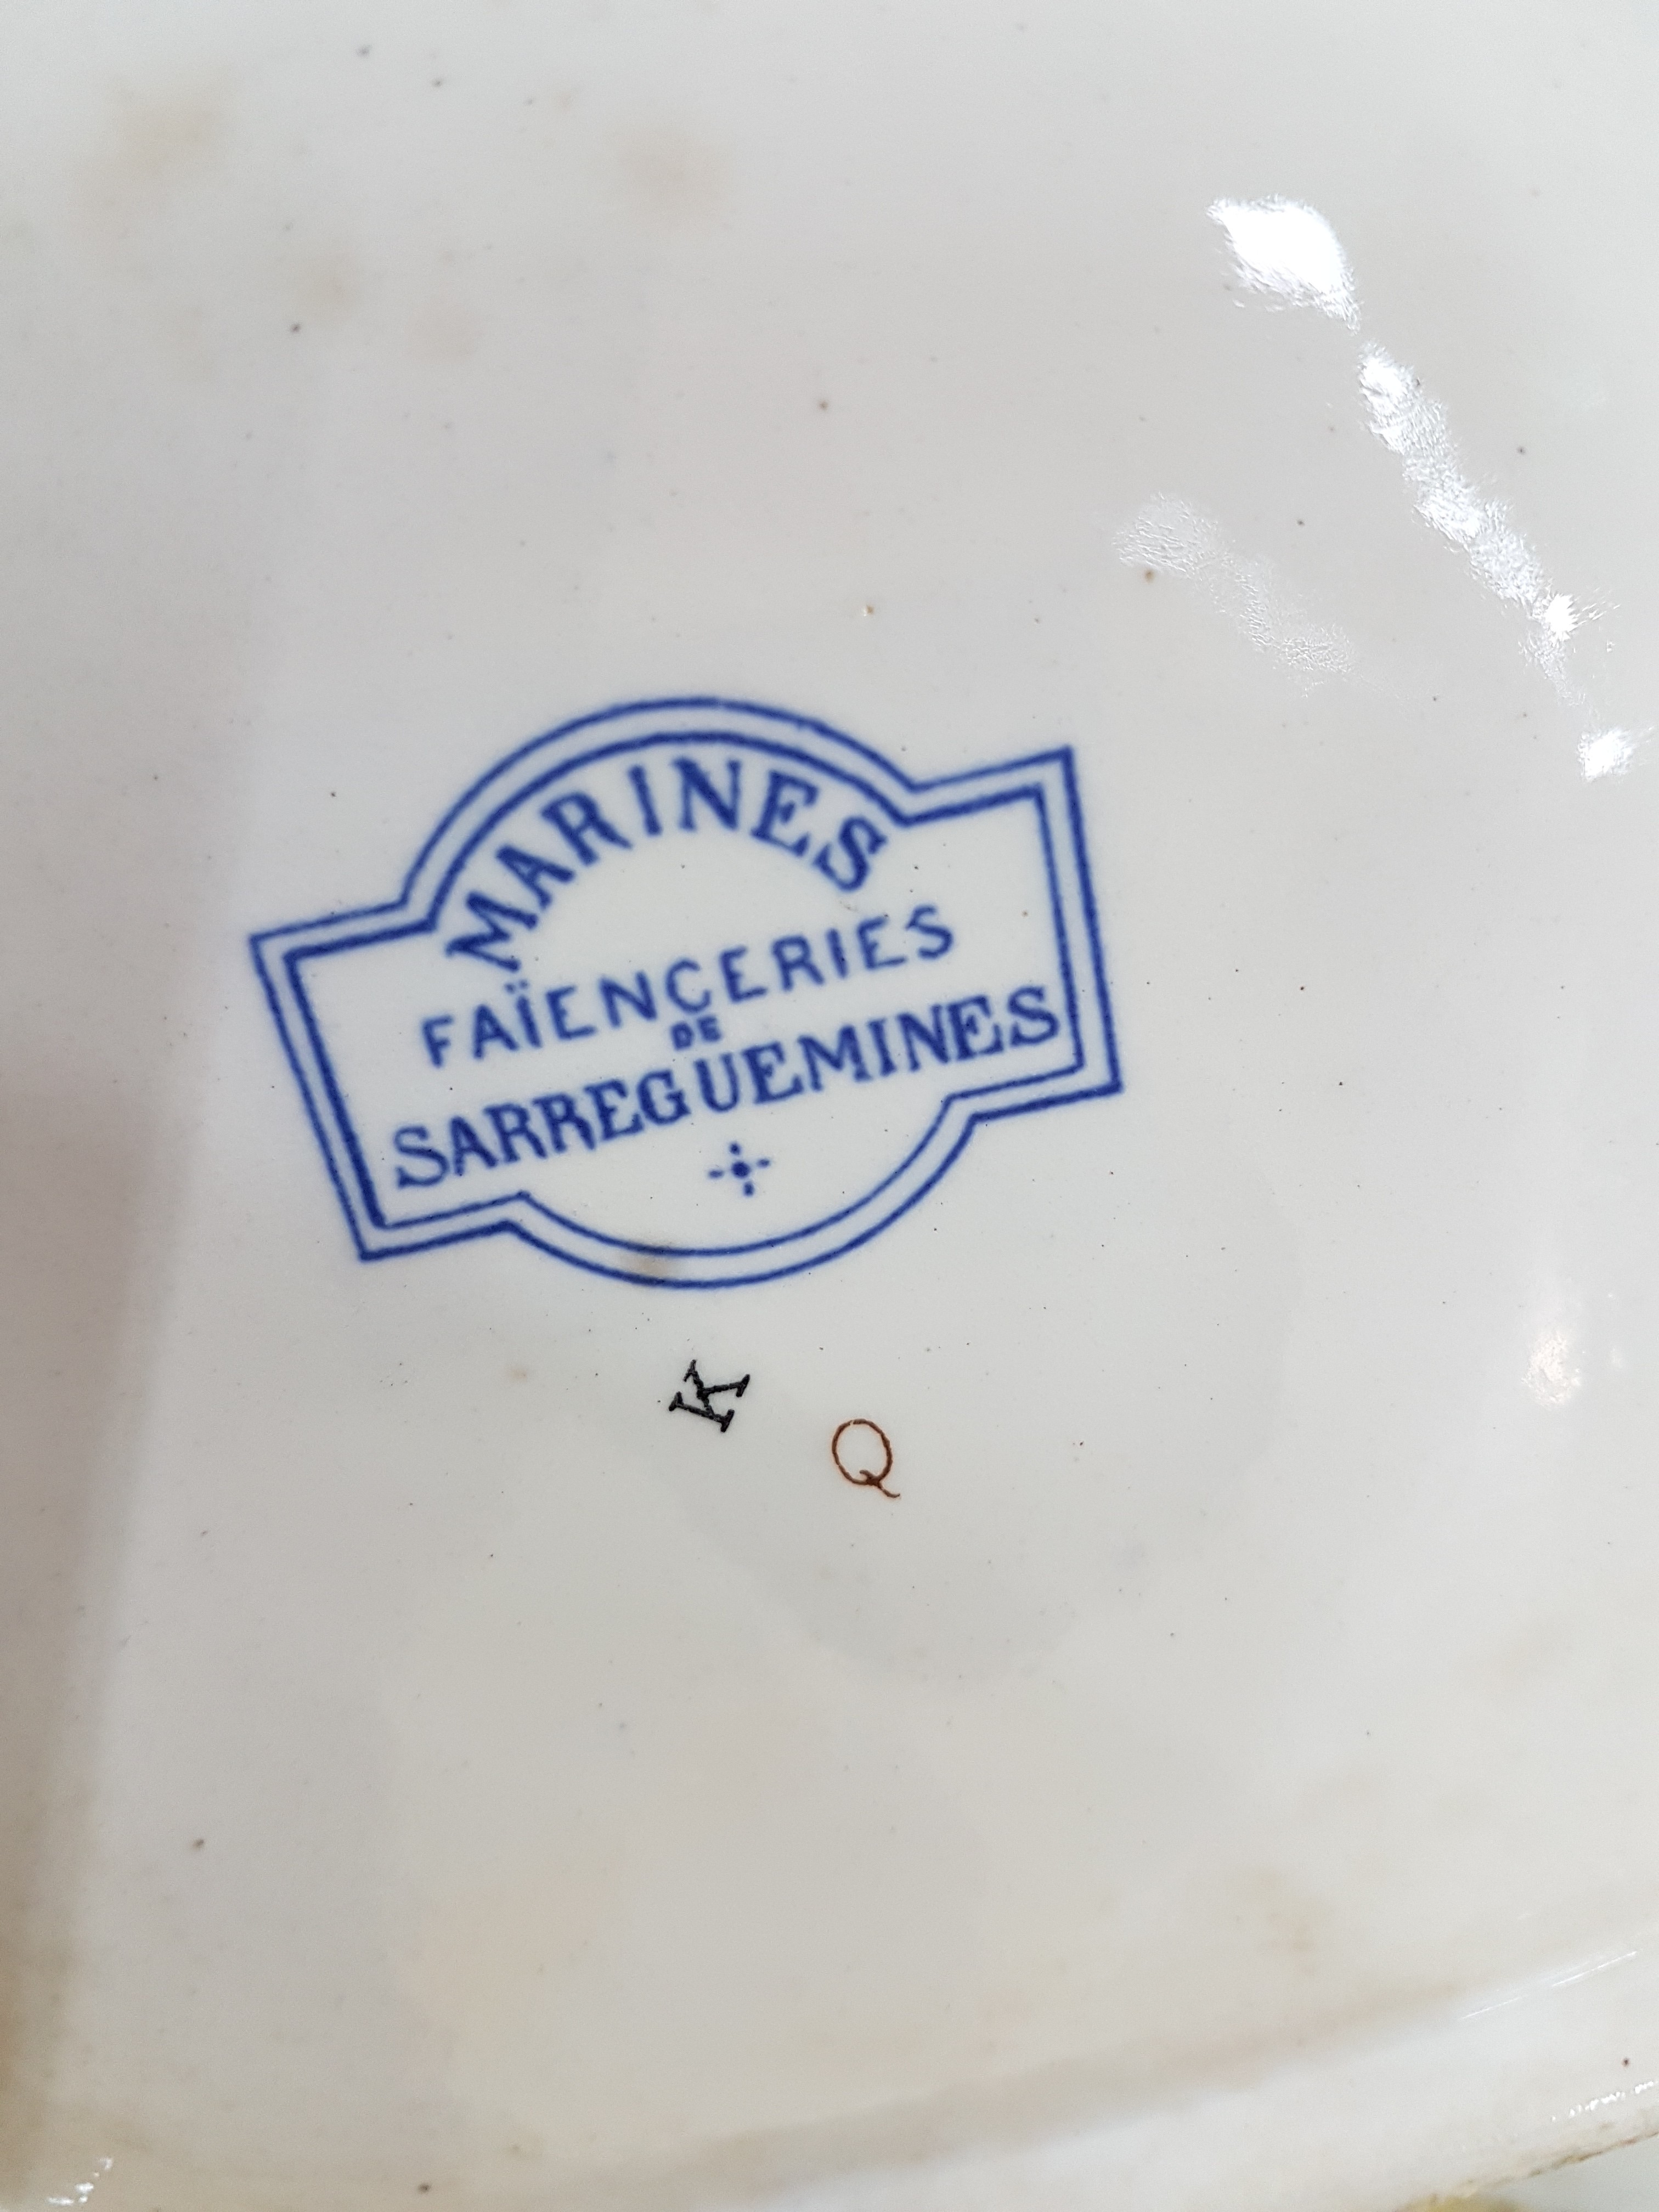 MARINES
FAÏENCERIES
DE
SARREGUEMINES
K
Q